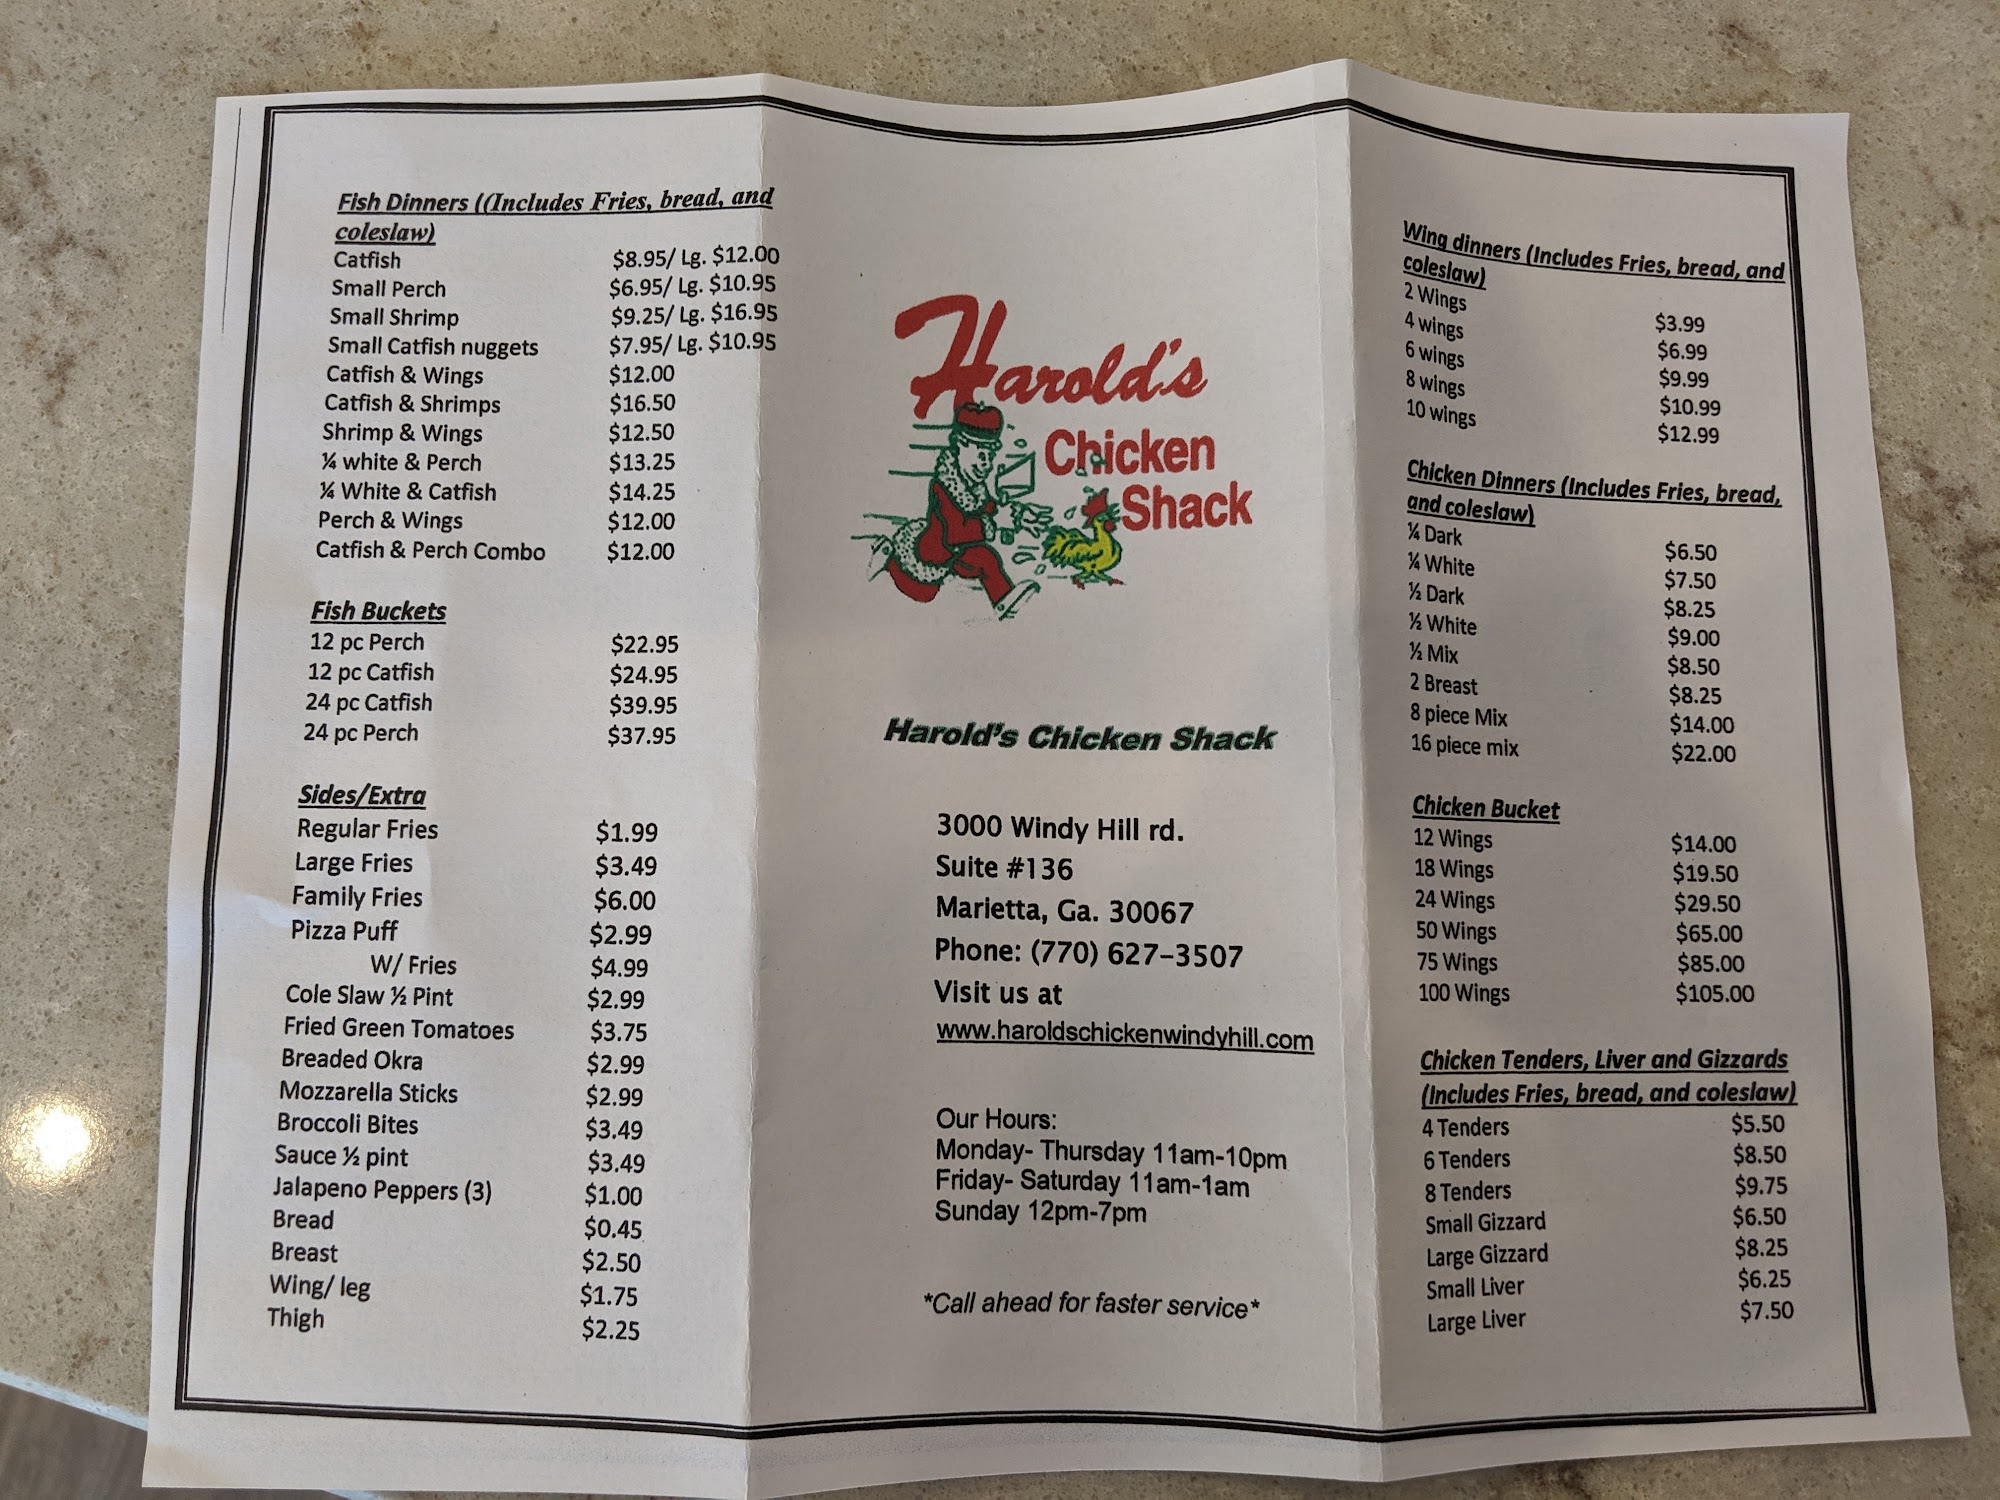 Fish Dinners ((Includes Fries, bread, and
coleslaw)
Catfish $8.95/ Lg. $12.00
Small Perch $6.95/ Lg. $10.95
Small Shrimp $9.25/ Lg. $16.95
Small Catfish nuggets $7.95/ Lg. $10.95
Catfish & Wings $12.00
Catfish & Shrimps $16.50
Shrimp & Wings $12.50
¼ white & Perch $13.25
¼ White & Catfish $14.25
Perch & Wings $12.00
Catfish & Perch Combo $12.00
Fish Buckets
12 pc Perch $22.95
12 pc Catfish $24.95
24 pc Catfish $39.95
24 pc Perch $37.95
Sides/Extra
Regular Fries $1.99
Large Fries $3.49
Family Fries $6.00
Pizza Puff $2.99
W/ Fries $4.99
Cole Slaw ½ Pint $2.99
Fried Green Tomatoes $3.75
Breaded Okra $2.99
Mozzarella Sticks $2.99
Broccoli Bites $3.49
Sauce ½ pint $3.49
Jalapeno Peppers (3) $1.00
Bread $0.45
Breast $2.50
Wing/ leg $1.75
Thigh $2.25
Harold's
Chicken
Shack
Harold's Chicken Shack
3000 Windy Hill rd.
Suite #136
Marietta, Ga. 30067
Phone: (770) 627-3507
Visit us at
www.haroldschickenwindyhill.com
Our Hours:
Monday- Thursday 11am-10pm
Friday- Saturday 11am-1am
Sunday 12pm-7pm
*Call ahead for faster service*
Wing dinners (Includes Fries, bread, and
coleslaw)
2 Wings $3.99
4 wings $6.99
6 wings $9.99
8 wings $10.99
10 wings $12.99
Chicken Dinners (Includes Fries, bread,
and coleslaw)
¼ Dark $6.50
¼ White $7.50
½ Dark $8.25
½ White $9.00
½ Mix $8.50
2 Breast $8.25
8 piece Mix $14.00
16 piece mix $22.00
Chicken Bucket
12 Wings $14.00
18 Wings $19.50
24 Wings $29.50
50 Wings $65.00
75 Wings $85.00
100 Wings $105.00
Chicken Tenders, Liver and Gizzards
(Includes Fries, bread, and coleslaw)
4 Tenders $5.50
6 Tenders $8.50
8 Tenders $9.75
Small Gizzard $6.50
Large Gizzard $8.25
Small Liver $6.25
Large Liver $7.50